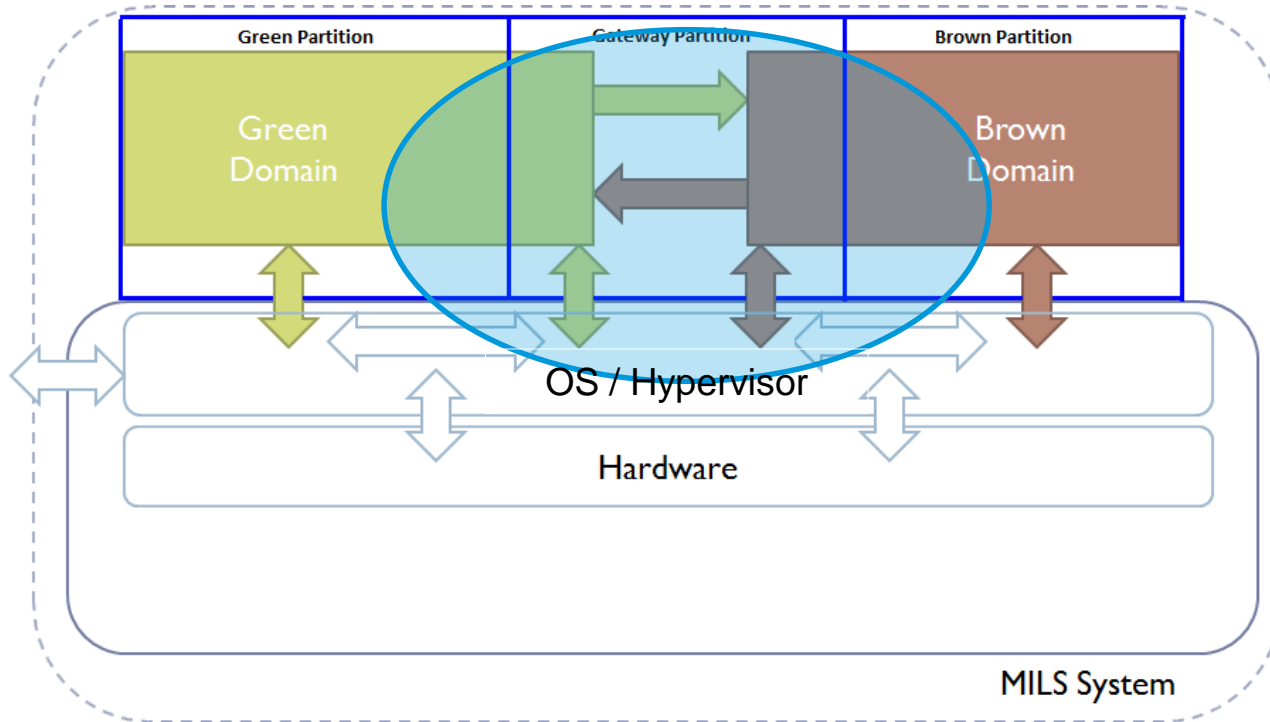 Green Partition
Gateway Partition
Brown Partition
Green
Domain
Brown
Domain
OS / Hypervisor
Hardware
MILS System